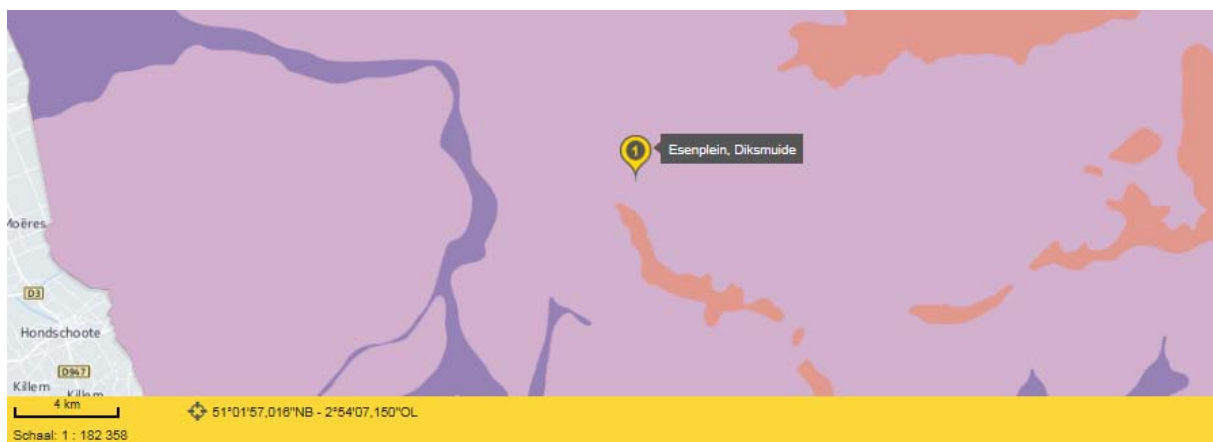 1
Esenplein, Diksmuide
Moëres
D3
Hondschoote
D947
Killem
Killem
4 km
51°01'57,016"NB - 2°54'07,150"OL
Schaal: 1 : 182 358